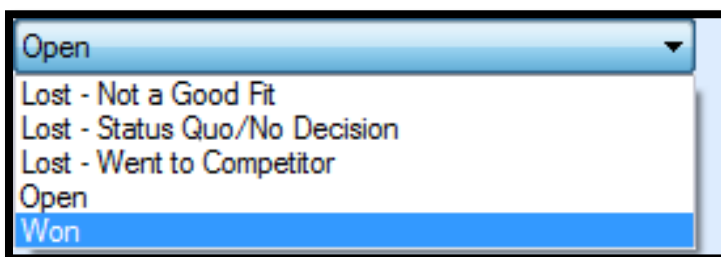 Open
Lost - Not a Good Fit
Lost - Status Quo/No Decision
Lost - Went to Competitor
Open
Won